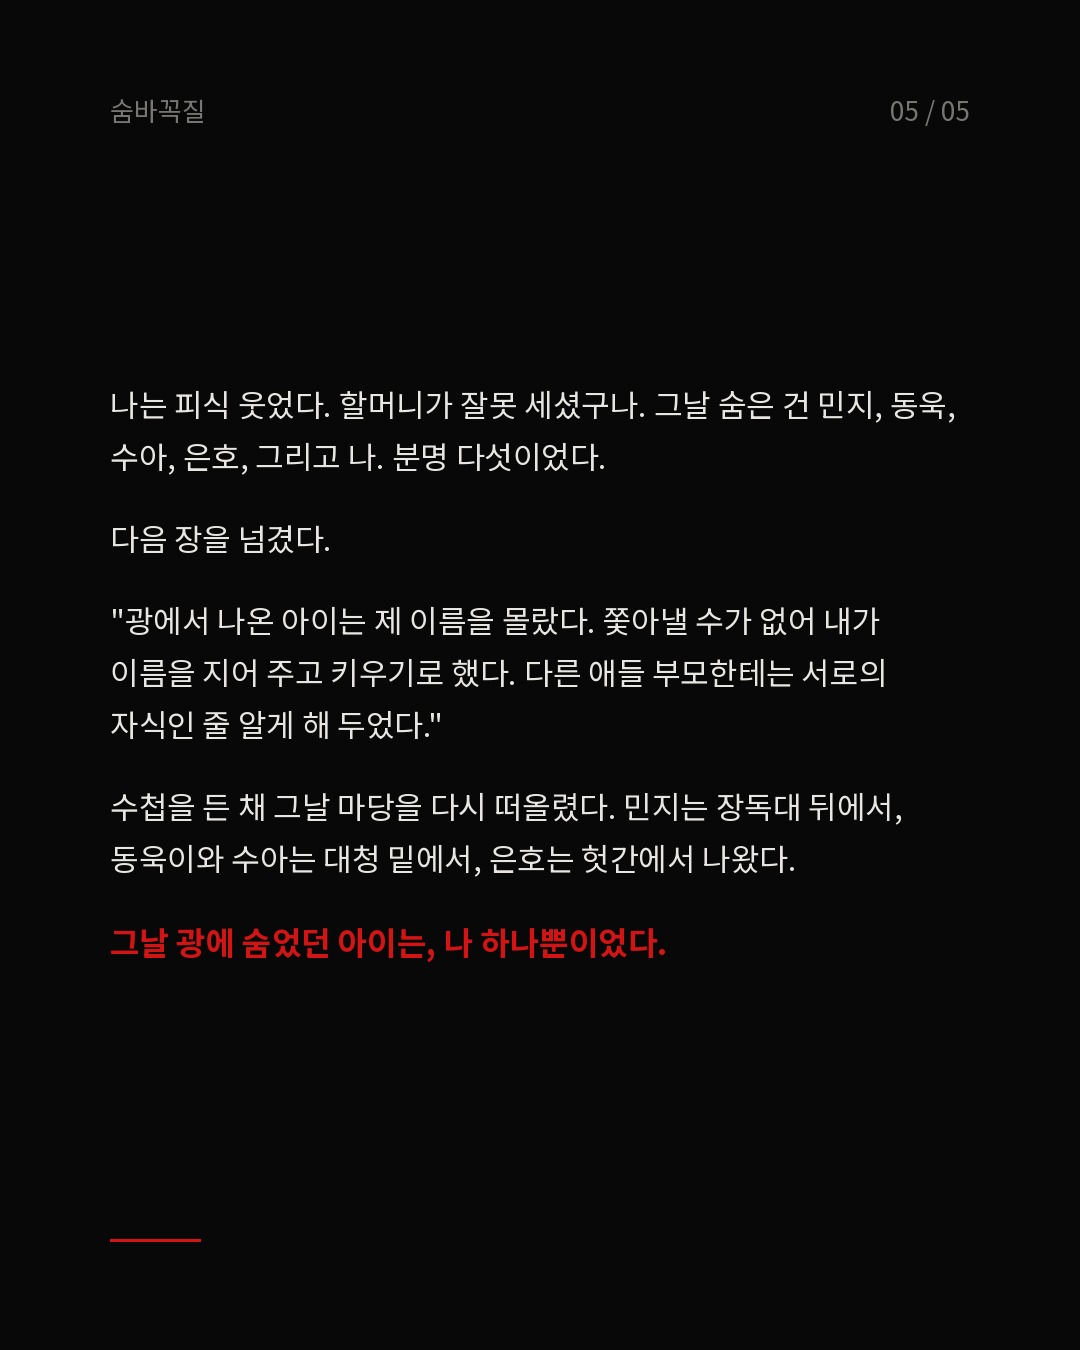 숨바꼭질
05 / 05
나는 피식 웃었다. 할머니가 잘못 세셨구나. 그날 숨은 건 민지, 동욱,
수아, 은호, 그리고 나. 분명 다섯이었다.
다음 장을 넘겼다.
"광에서 나온 아이는 제 이름을 몰랐다. 쫓아낼 수가 없어 내가
이름을 지어 주고 키우기로 했다. 다른 애들 부모한테는 서로의
자식인 줄 알게 해 두었다."
수첩을 든 채 그날 마당을 다시 떠올렸다. 민지는 장독대 뒤에서,
동욱이와 수아는 대청 밑에서, 은호는 헛간에서 나왔다.
그날 광에 숨었던 아이는, 나 하나뿐이었다.